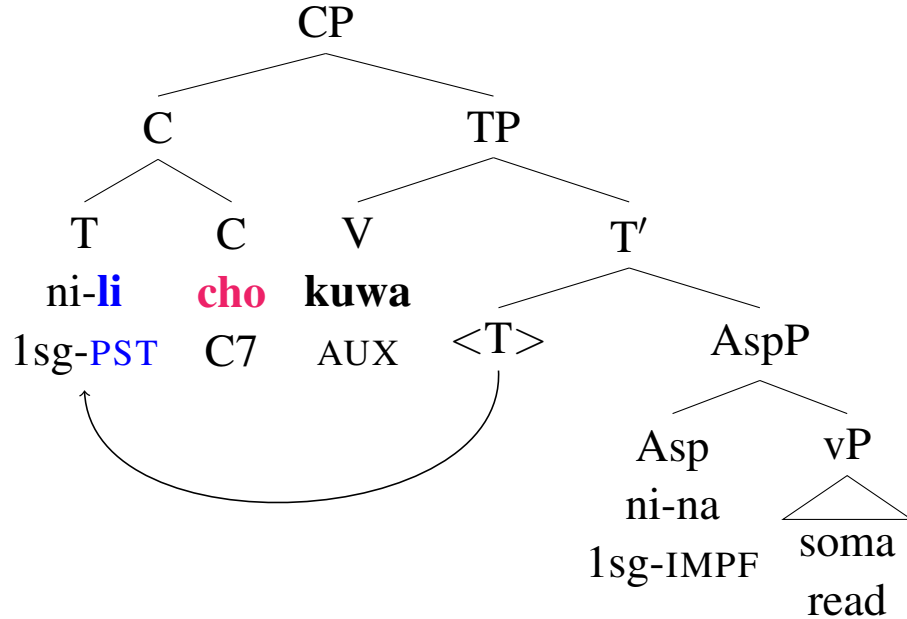 CP
C TP
T C V T′
ni-li cho kuwa <T> AspP
1sg-PST C7 AUX
Asp vP
ni-na soma
1sg-IMPF read